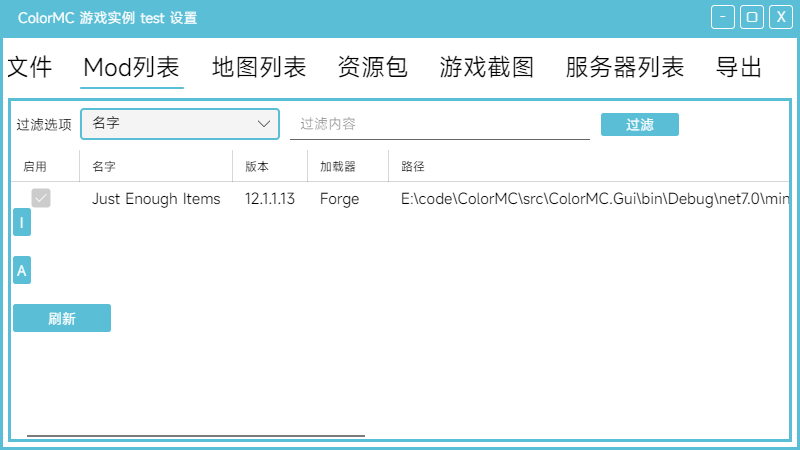 ColorMC 游戏实例 test 设置
文件 Mod列表 地图列表 资源包 游戏截图 服务器列表 导出
过滤选项 名字 过滤内容 过滤
启用 名字 版本 加载器 路径
Just Enough Items 12.1.1.13 Forge E:\code\ColorMC\src\ColorMC.Gui\bin\Debug\net7.0\min
I
A
刷新